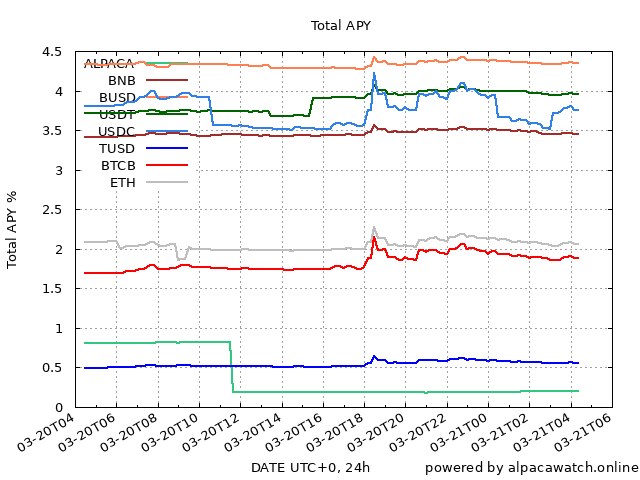 Total APY
4.5
4
3.5
3
2.5
2
1.5
1
0.5
0
Total APY %
ALPACA
BNB
BUSD
USDT
USDC
TUSD
BTCB
ETH
03-20T04
03-20T06
03-20T08
03-20T10
03-20T12
03-20T14
03-20T16
03-20T18
03-20T20
03-20T22
03-21T00
03-21T02
03-21T04
03-21T06
DATE UTC+0, 24h
powered by alpacawatch.online